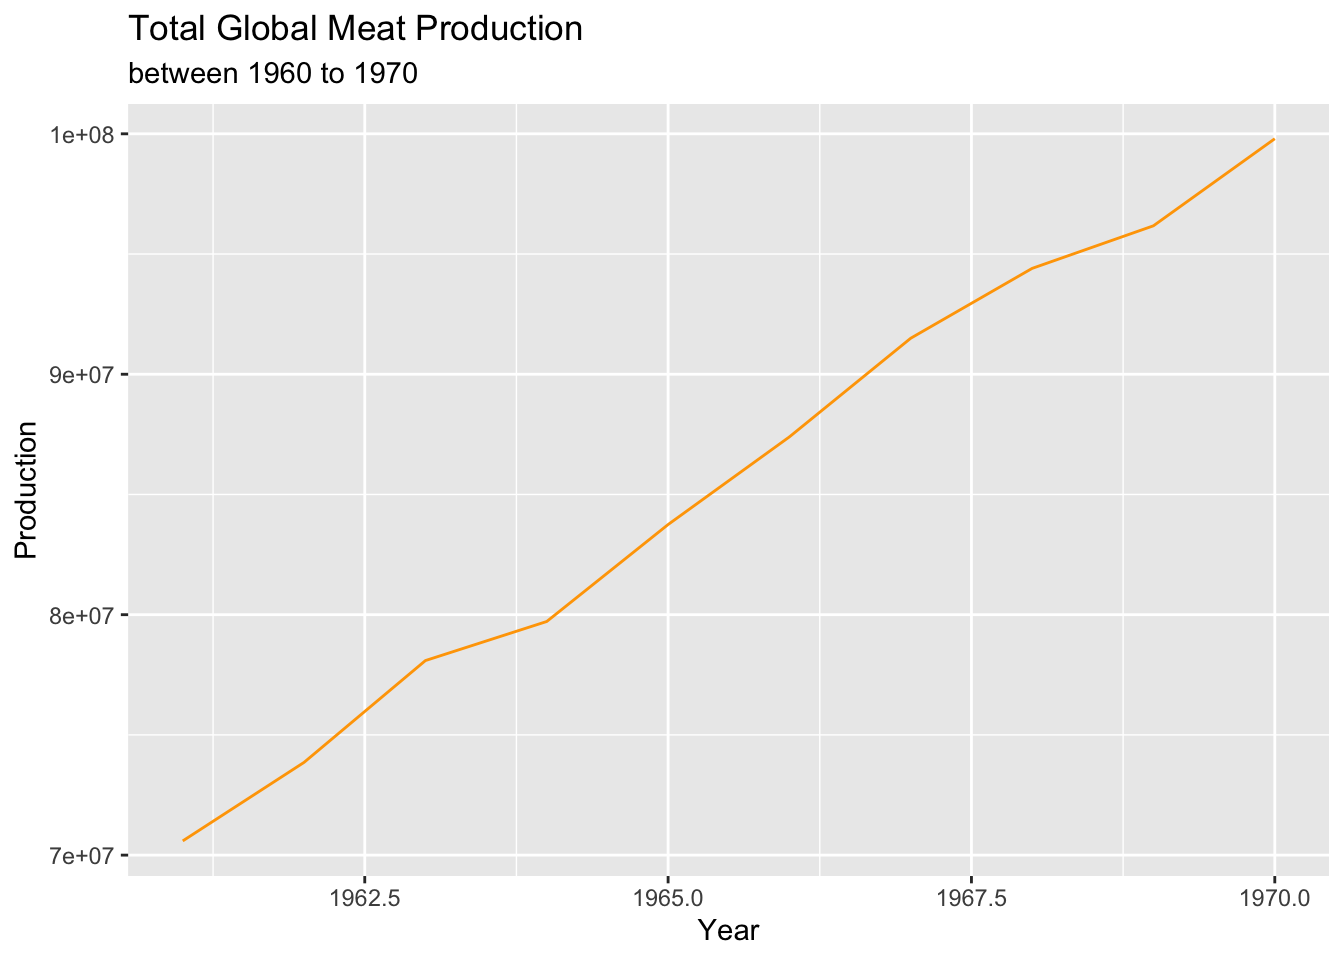 Total Global Meat Production
between 1960 to 1970
1e+08
9e+07
8e+07
7e+07
Production
1962.5 1965.0 1967.5 1970.0
Year